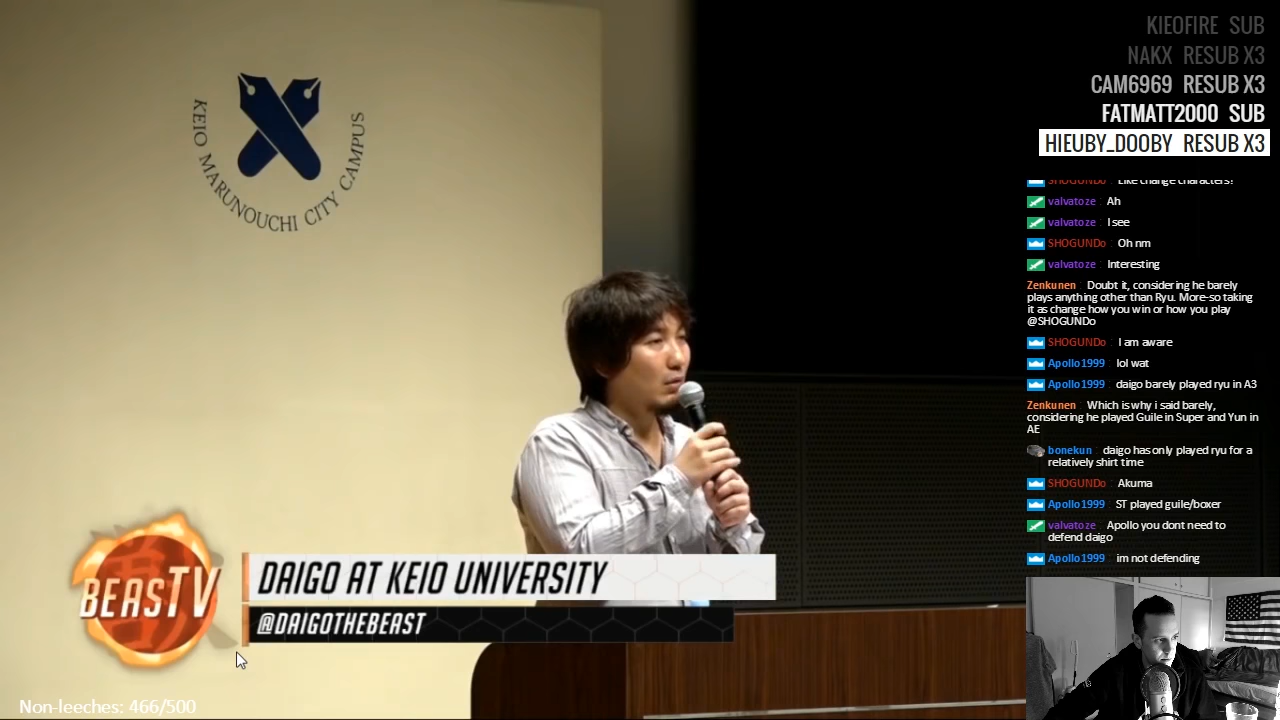 KEIO MARUNOUCHI CITY CAMPUS
BEASTV
DAIGO AT KEIO UNIVERSITY
@DAIGOTHEBEAST
Non-leeches: 466/500
KIEOFIRE SUB
NAKX RESUB X3
CAM6969 RESUB X3
FATMATT2000 SUB
HIEUBY_DOOBY RESUB X3
SHOGUNDo : Like change characters?
valvatoze : Ah
valvatoze : I see
SHOGUNDo : Oh nm
valvatoze : Interesting
Zenkunen : Doubt it, considering he barely
plays anything other than Ryu. More-so taking
it as change how you win or how you play
@SHOGUNDo
SHOGUNDo : I am aware
Apollo1999 : lol wat
Apollo1999 : daigo barely played ryu in A3
Zenkunen : Which is why i said barely,
considering he played Guile in Super and Yun in
AE
bonekun : daigo has only played ryu for a
relatively shirt time
SHOGUNDo : Akuma
Apollo1999 : ST played guile/boxer
valvatoze : Apollo you dont need to
defend daigo
Apollo1999 : im not defending